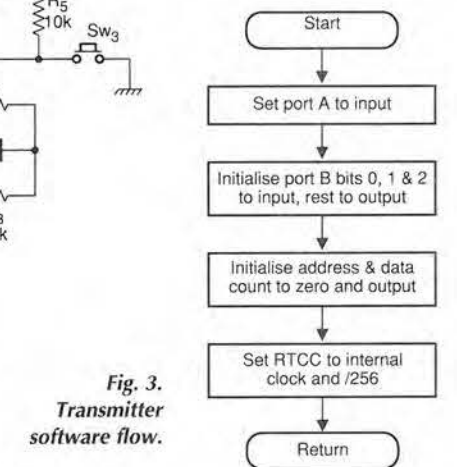 R5
10k
Sw3
k
Start
Set port A to input
Initialise port B bits 0, 1 & 2
to input, rest to output
Initialise address & data
count to zero and output
Set RTCC to internal
clock and /256
Return
Fig. 3.
Transmitter
software flow.